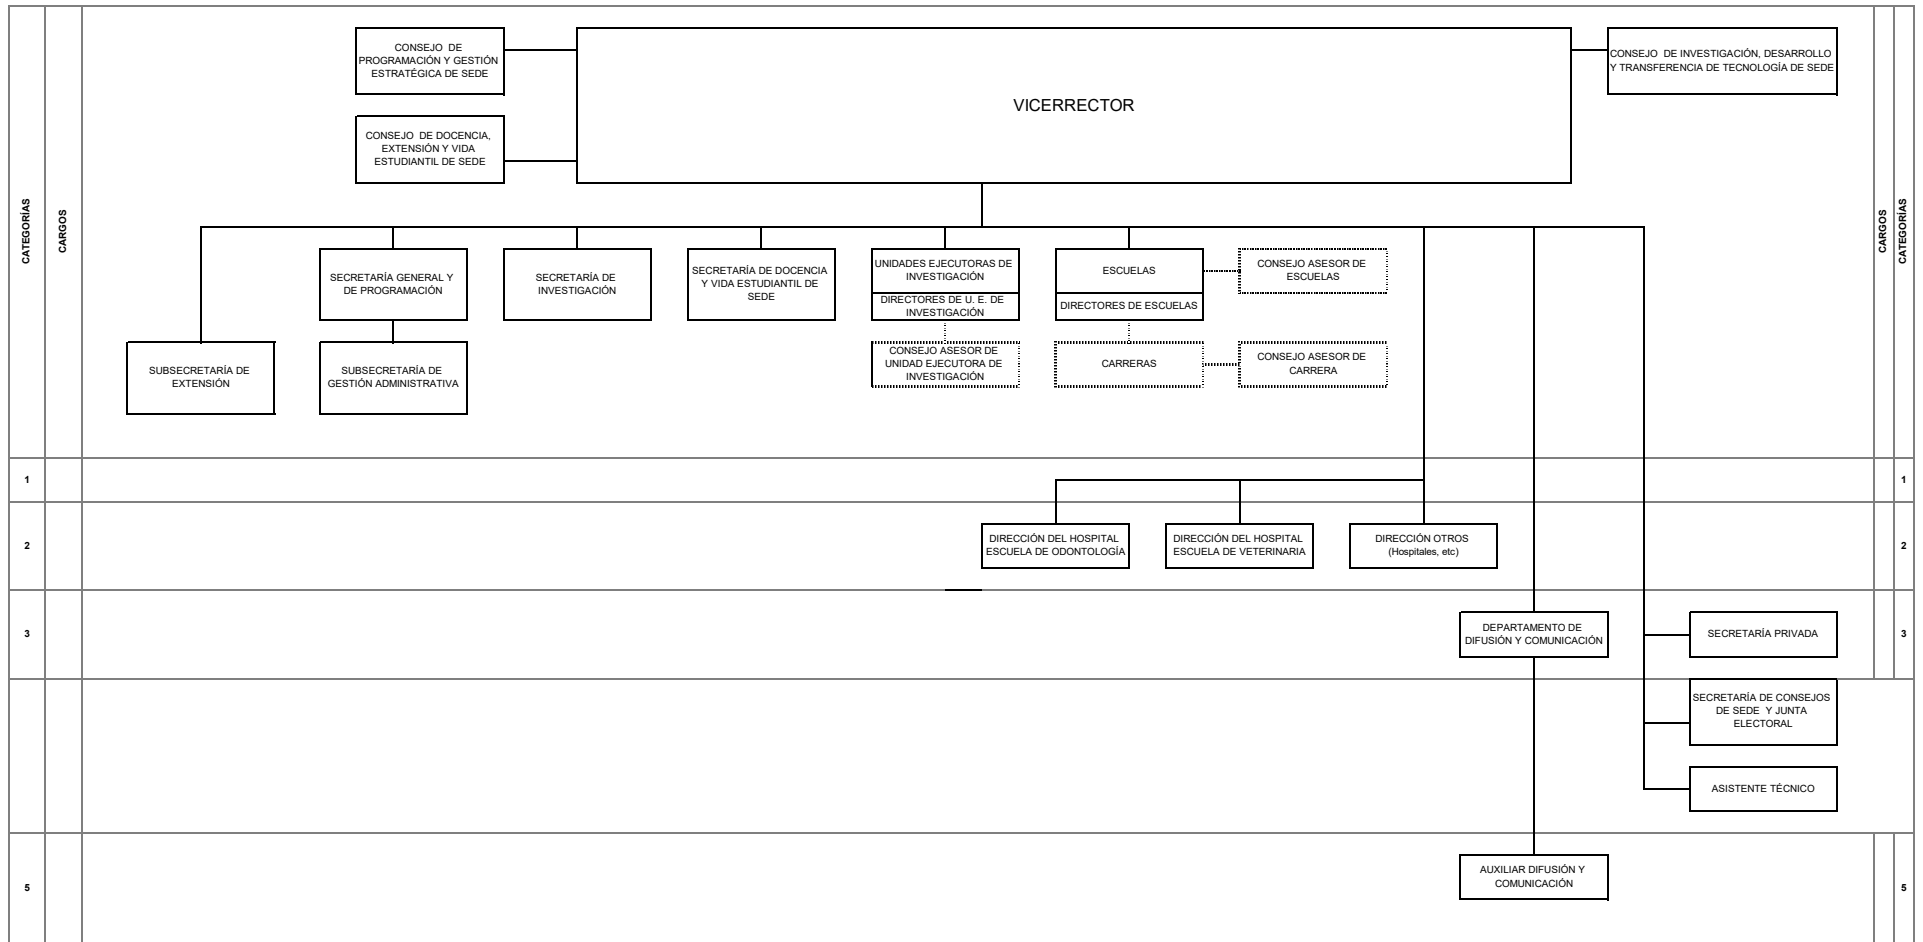 CONSEJO DE
PROGRAMACIÓN Y GESTIÓN
ESTRATÉGICA DE SEDE
VICERRECTOR
CONSEJO DE INVESTIGACIÓN, DESARROLLO
Y TRANSFERENCIA DE TECNOLOGÍA DE SEDE
CONSEJO DE DOCENCIA,
EXTENSIÓN Y VIDA
ESTUDIANTIL DE SEDE
CATEGORÍAS
CARGOS
CARGOS
CATEGORÍAS
SECRETARÍA GENERAL Y
DE PROGRAMACIÓN
SECRETARÍA DE
INVESTIGACIÓN
SECRETARÍA DE DOCENCIA
Y VIDA ESTUDIANTIL DE
SEDE
UNIDADES EJECUTORAS DE
INVESTIGACIÓN
DIRECTORES DE U. E. DE
INVESTIGACIÓN
ESCUELAS
DIRECTORES DE ESCUELAS
CONSEJO ASESOR DE
ESCUELAS
SUBSECRETARÍA DE
EXTENSIÓN
SUBSECRETARÍA DE
GESTIÓN ADMINISTRATIVA
CONSEJO ASESOR DE
UNIDAD EJECUTORA DE
INVESTIGACIÓN
CARRERAS
CONSEJO ASESOR DE
CARRERA
1
1
2
DIRECCIÓN DEL HOSPITAL
ESCUELA DE ODONTOLOGÍA
DIRECCIÓN DEL HOSPITAL
ESCUELA DE VETERINARIA
DIRECCIÓN OTROS
(Hospitales, etc)
2
3
DEPARTAMENTO DE
DIFUSIÓN Y COMUNICACIÓN
SECRETARÍA PRIVADA
3
SECRETARÍA DE CONSEJOS
DE SEDE Y JUNTA
ELECTORAL
ASISTENTE TÉCNICO
5
AUXILIAR DIFUSIÓN Y
COMUNICACIÓN
5